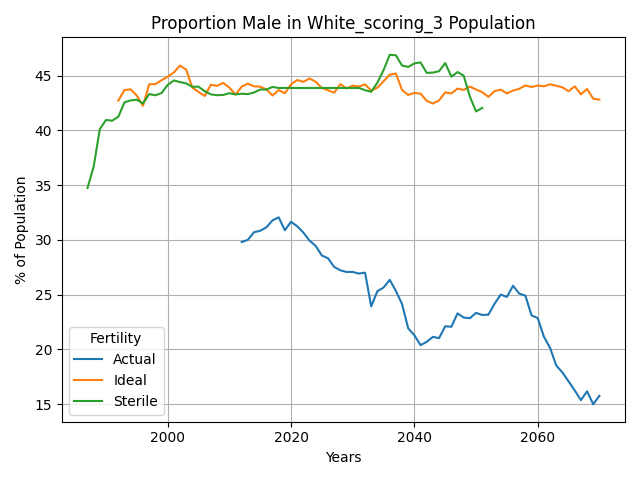 Proportion Male in White_scoring_3 Population
% of Population
45
40
35
30
25
20
15
Fertility
Actual
Ideal
Sterile
2000
2020
2040
2060
Years